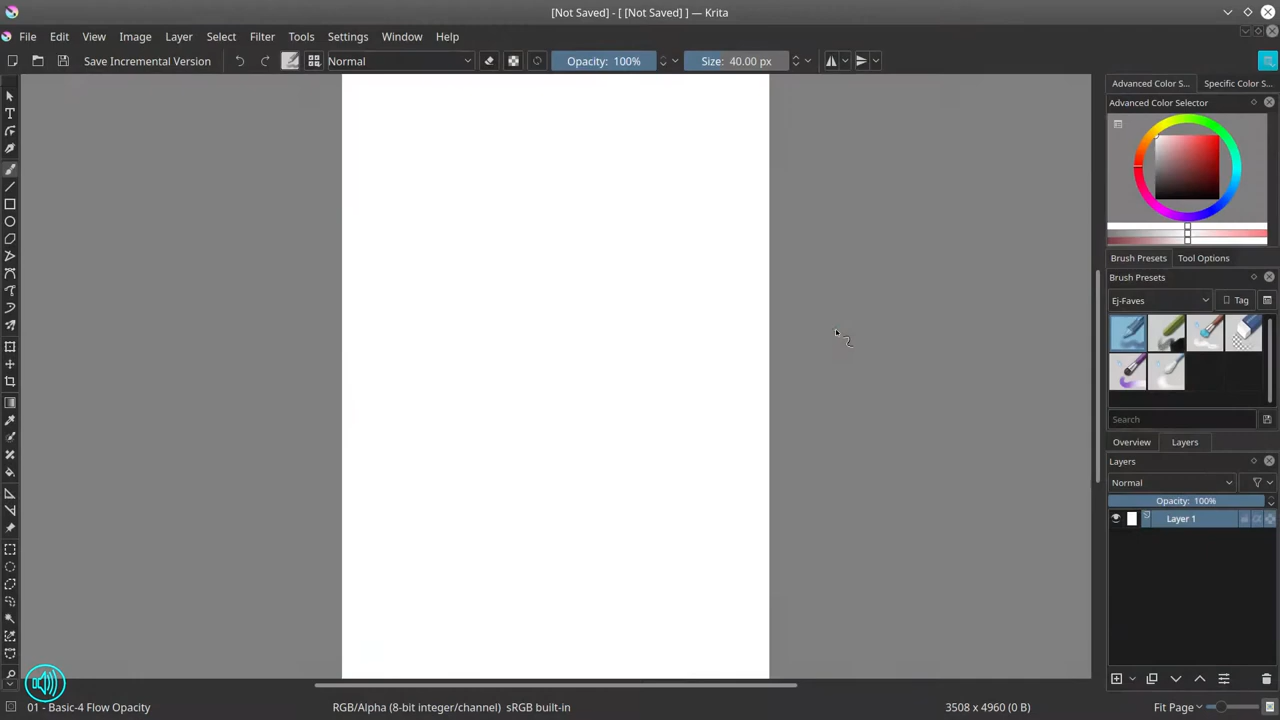 [Not Saved] - [ [Not Saved] ] — Krita
File Edit View Image Layer Select Filter Tools Settings Window Help
Save Incremental Version Normal Opacity: 100% Size: 40.00 px
Advanced Color S... Specific Color S...
Advanced Color Selector
Brush Presets Tool Options
Brush Presets
Ej-Faves Tag
Search
Overview Layers
Layers
Normal
Opacity: 100%
Layer 1
01 - Basic-4 Flow Opacity RGB/Alpha (8-bit integer/channel) sRGB built-in 3508 x 4960 (0 B) Fit Page